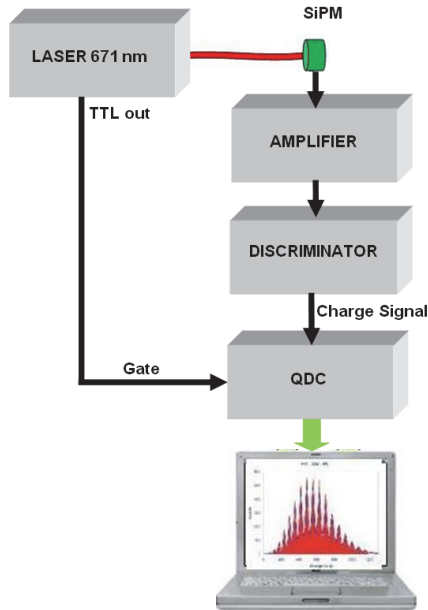 SiPM
LASER 671 nm
TTL out
AMPLIFIER
DISCRIMINATOR
Charge Signal
Gate
QDC